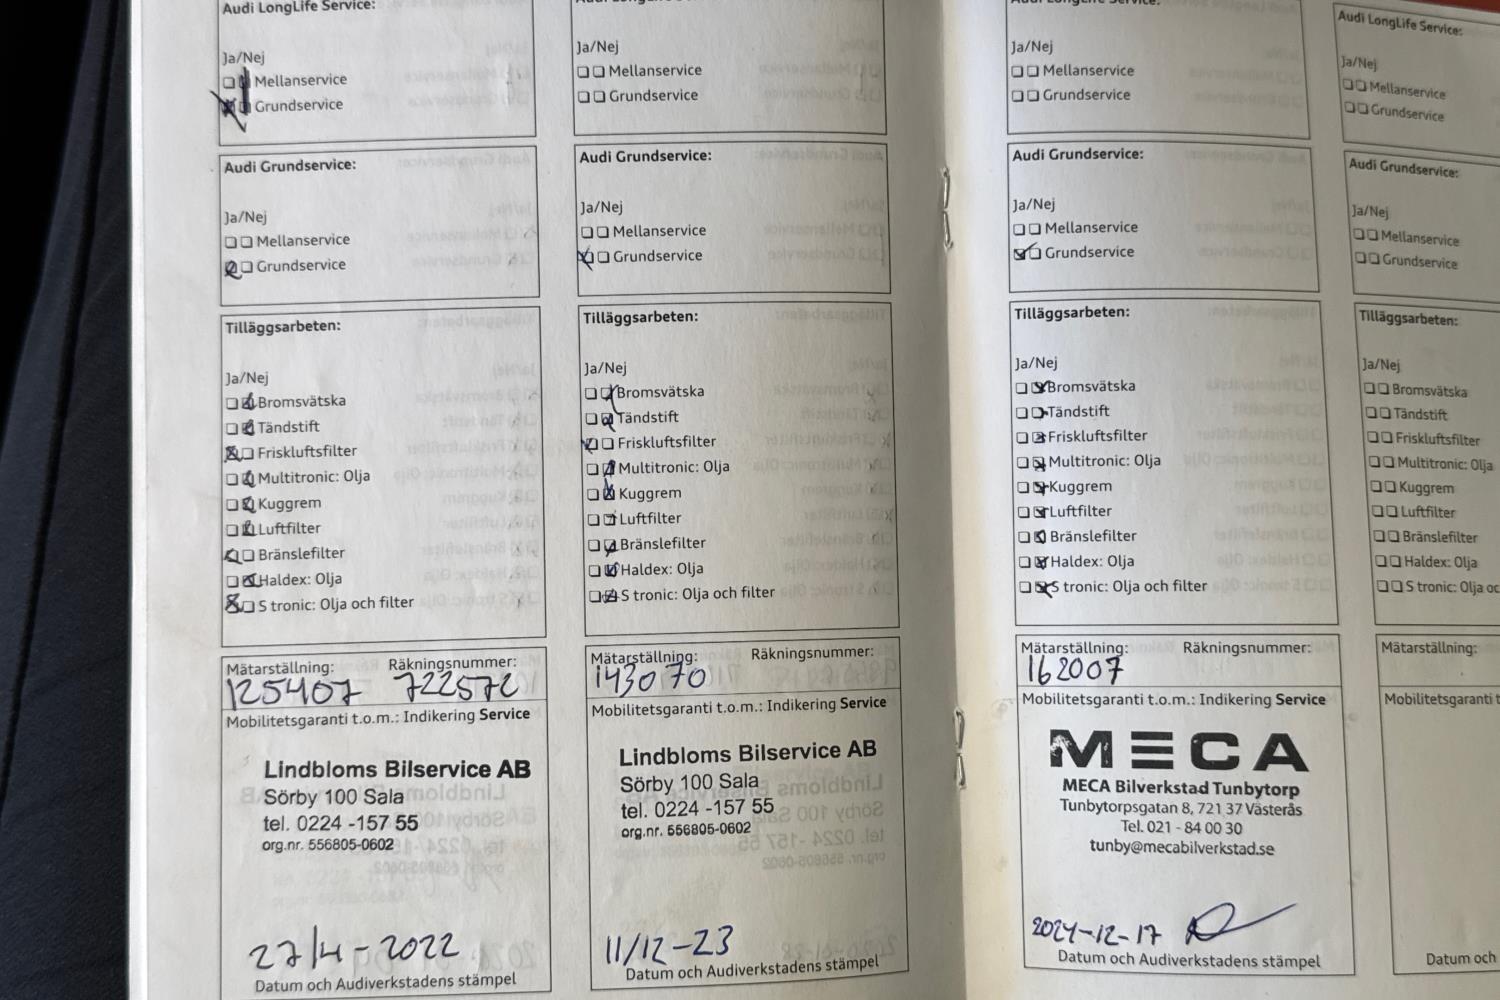 Audi LongLife Service:
Ja/Nej
Mellanservice
Grundservice
Audi Grundservice:
Ja/Nej
Mellanservice
Grundservice
Tilläggsarbeten:
Ja/Nej
Bromsvätska
Tändstift
Friskluftsfilter
Multitronic: Olja
Kuggrem
Luftfilter
Bränslefilter
Haldex: Olja
S tronic: Olja och filter
Mätarställning: Räkningsnummer:
125407 722572
Mobilitetsgaranti t.o.m.: Indikering Service
Lindbloms Bilservice AB
Sörby 100 Sala
tel. 0224 -157 55
org.nr. 556805-0602
27/4 - 2022
Datum och Audiverkstadens stämpel
Ja/Nej
Mellanservice
Grundservice
Audi Grundservice:
Ja/Nej
Mellanservice
Grundservice
Tilläggsarbeten:
Ja/Nej
Bromsvätska
Tändstift
Friskluftsfilter
Multitronic: Olja
Kuggrem
Luftfilter
Bränslefilter
Haldex: Olja
S tronic: Olja och filter
Mätarställning: Räkningsnummer:
143070
Mobilitetsgaranti t.o.m.: Indikering Service
Lindbloms Bilservice AB
Sörby 100 Sala
tel. 0224 -157 55
org.nr. 556805-0602
11/12-23
Datum och Audiverkstadens stämpel
Ja/Nej
Mellanservice
Grundservice
Audi Grundservice:
Ja/Nej
Mellanservice
Grundservice
Tilläggsarbeten:
Ja/Nej
Bromsvätska
Tändstift
Friskluftsfilter
Multitronic: Olja
Kuggrem
Luftfilter
Bränslefilter
Haldex: Olja
S tronic: Olja och filter
Mätarställning: Räkningsnummer:
162007
Mobilitetsgaranti t.o.m.: Indikering Service
MECA
MECA Bilverkstad Tunbytorp
Tunbytorpsgatan 8, 721 37 Västerås
Tel. 021 - 84 00 30
tunby@mecabilverkstad.se
2024-12-17
Datum och Audiverkstadens stämpel
Audi LongLife Service:
Ja/Nej
Mellanservice
Grundservice
Audi Grundservice:
Ja/Nej
Mellanservice
Grundservice
Tilläggsarbeten:
Ja/Nej
Bromsvätska
Tändstift
Friskluftsfilter
Multitronic: Olja
Kuggrem
Luftfilter
Bränslefilter
Haldex: Olja
S tronic: Olja oc
Mätarställning:
Mobilitetsgaranti t
Datum och